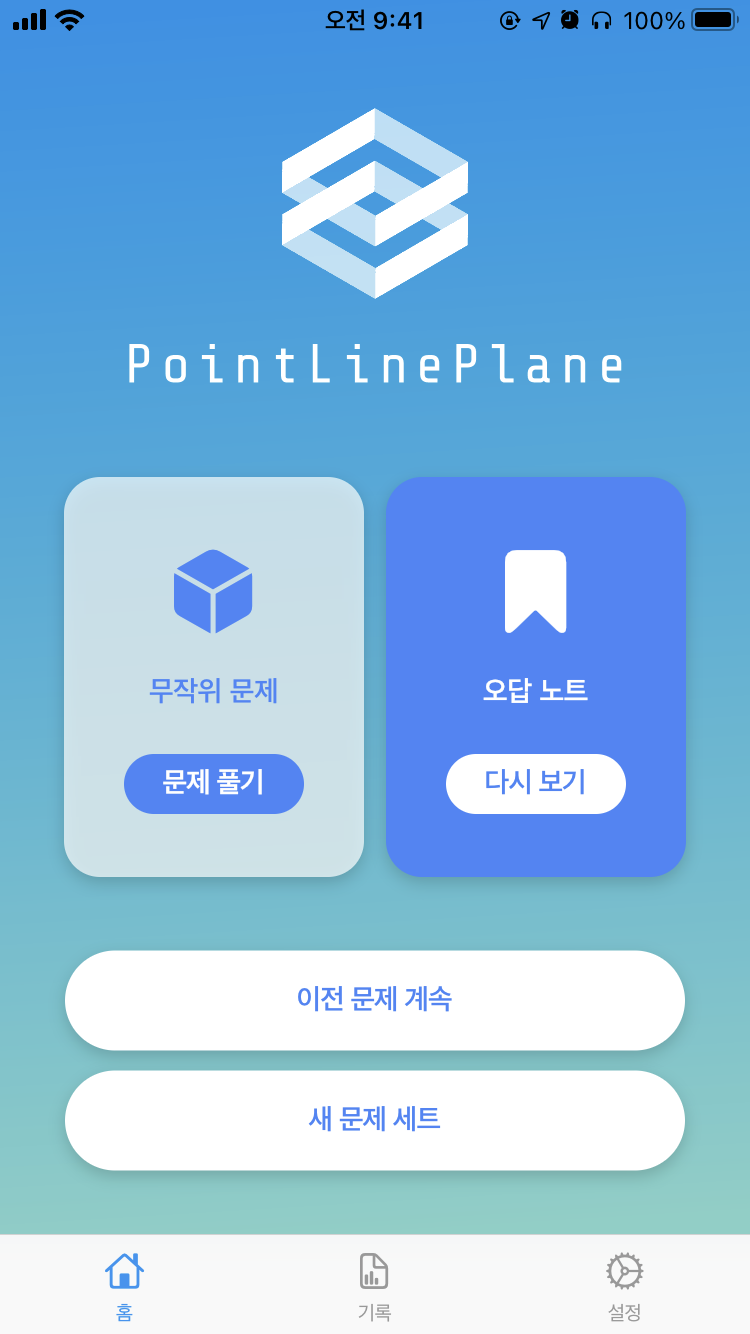 오전 9:41
100%
PointLinePlane
무작위 문제
오답 노트
문제 풀기
다시 보기
이전 문제 계속
새 문제 세트
홈
기록
설정